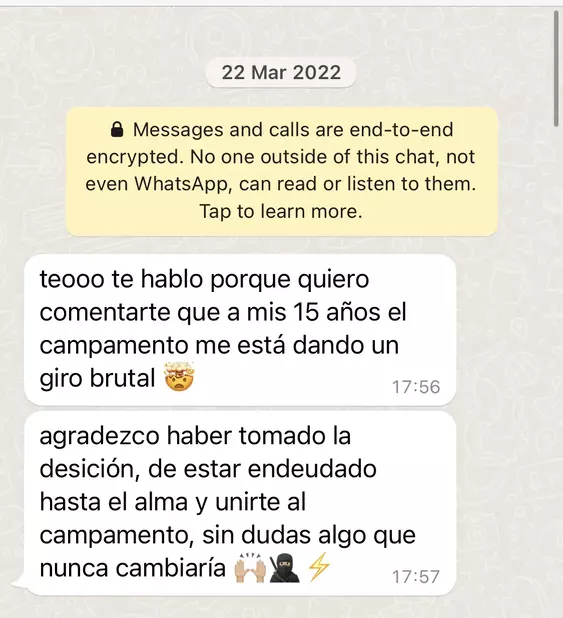 22 Mar 2022
🔒 Messages and calls are end-to-end
encrypted. No one outside of this chat, not
even WhatsApp, can read or listen to them.
Tap to learn more.
teooo te hablo porque quiero
comentarte que a mis 15 años el
campamento me está dando un
giro brutal 🤯
17:56
agradezco haber tomado la
desición, de estar endeudado
hasta el alma y unirte al
campamento, sin dudas algo que
nunca cambiaría 🙌🏼🥷🏿⚡
17:57